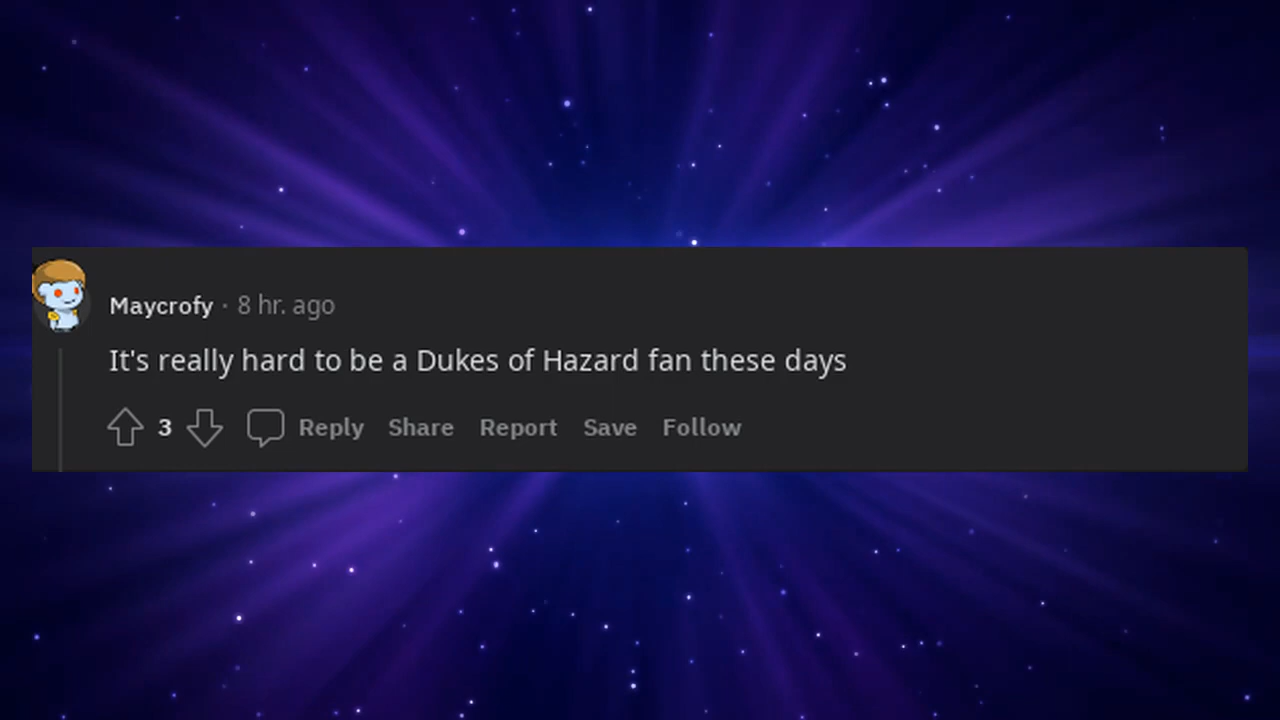 Maycrofy · 8 hr. ago
It's really hard to be a Dukes of Hazard fan these days
3 Reply Share Report Save Follow